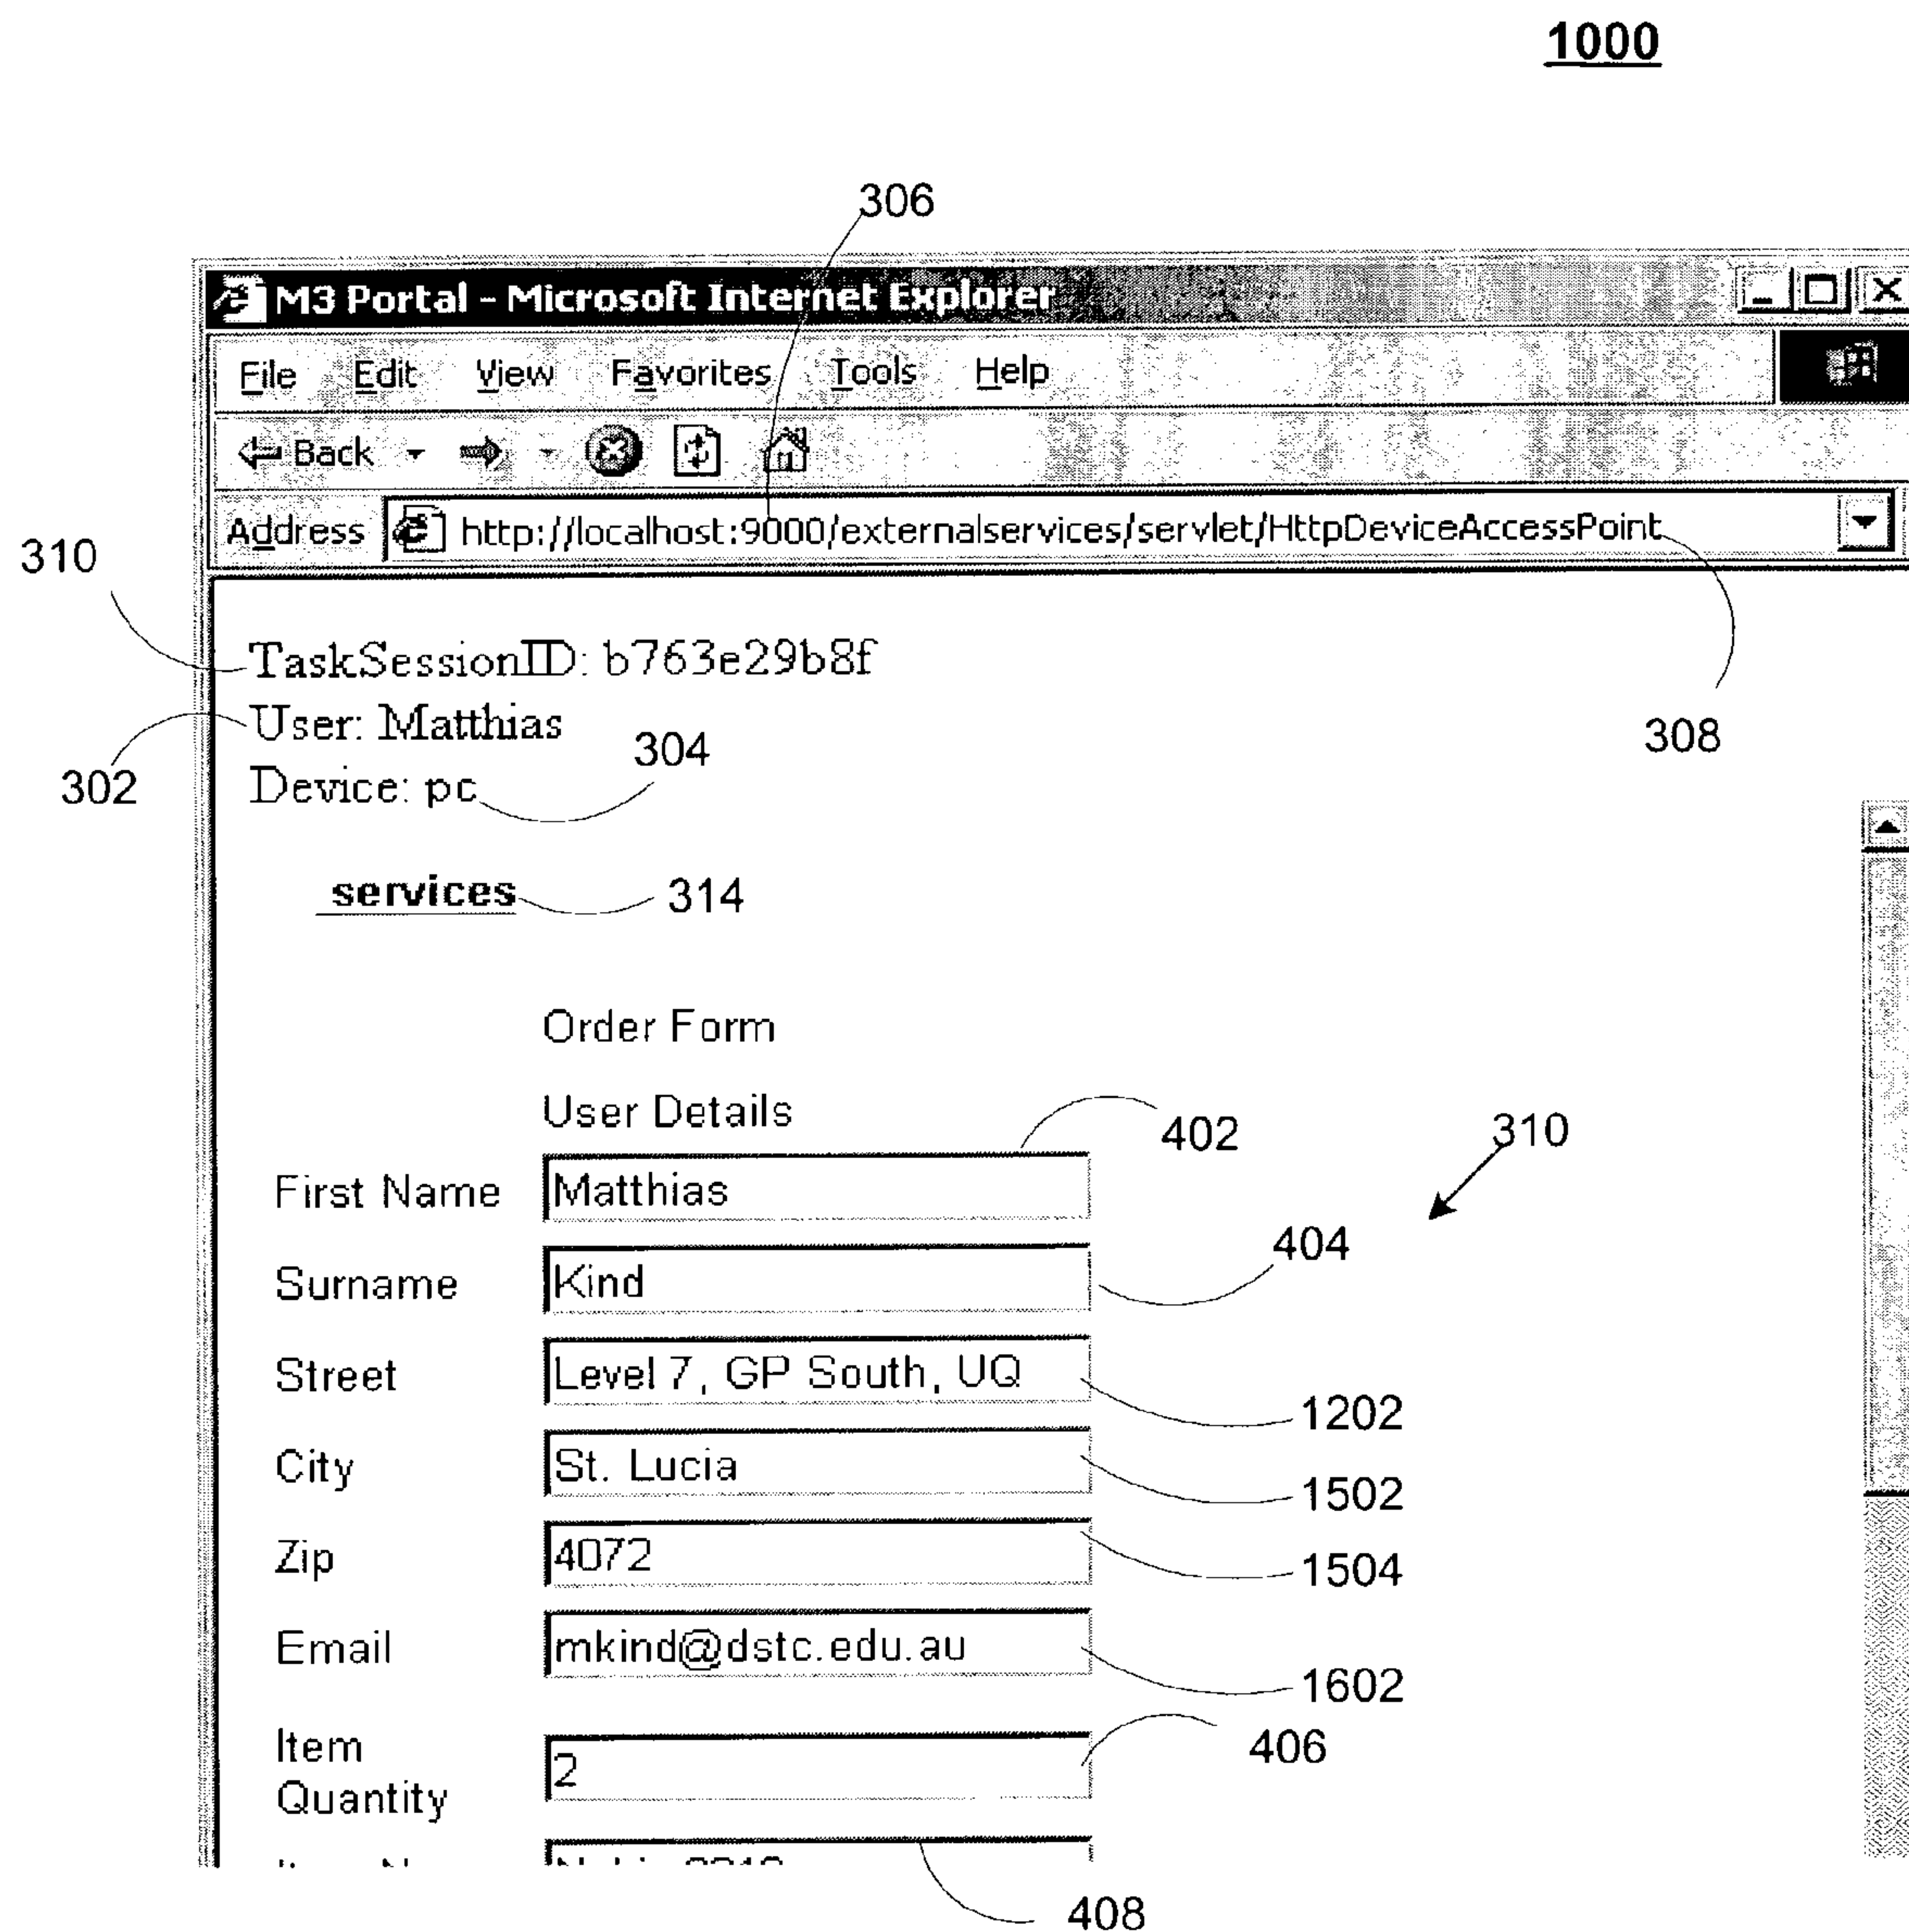 1000
306
M3 Portal - Microsoft Internet Explorer
File Edit View Favorites Tools Help
Back
Address http://localhost:9000/externalservices/servlet/HttpDeviceAccessPoint
310
TaskSessionID: b763e29b8f
User: Matthias
308
304
302
Device: pc
services 314
Order Form
User Details
402
310
First Name Matthias
404
Surname Kind
Street Level 7, GP South, UQ
1202
City St. Lucia
1502
Zip 4072
1504
Email mkind@dstc.edu.au
1602
Item
Quantity 2
406
408